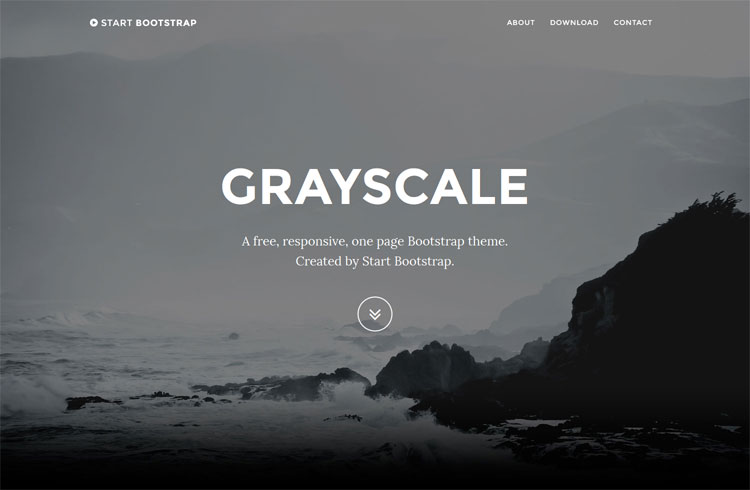 START BOOTSTRAP
ABOUT DOWNLOAD CONTACT
GRAYSCALE
A free, responsive, one page Bootstrap theme.
Created by Start Bootstrap.